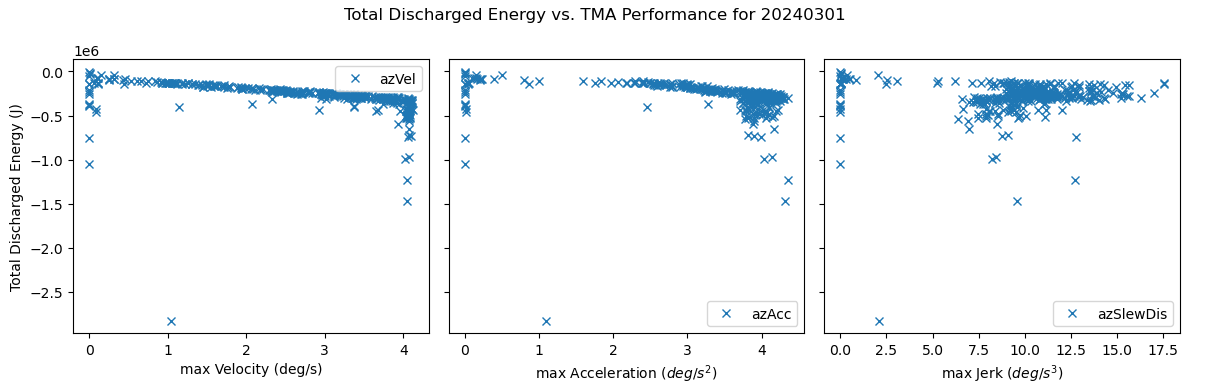 Total Discharged Energy vs. TMA Performance for 20240301
1e6
0.0
−0.5
−1.0
−1.5
−2.0
−2.5
Total Discharged Energy (J)
azVel
0 1 2 3 4
max Velocity (deg/s)
azAcc
0 1 2 3 4
max Acceleration (deg/s²)
azSlewDis
0.0 2.5 5.0 7.5 10.0 12.5 15.0 17.5
max Jerk (deg/s³)